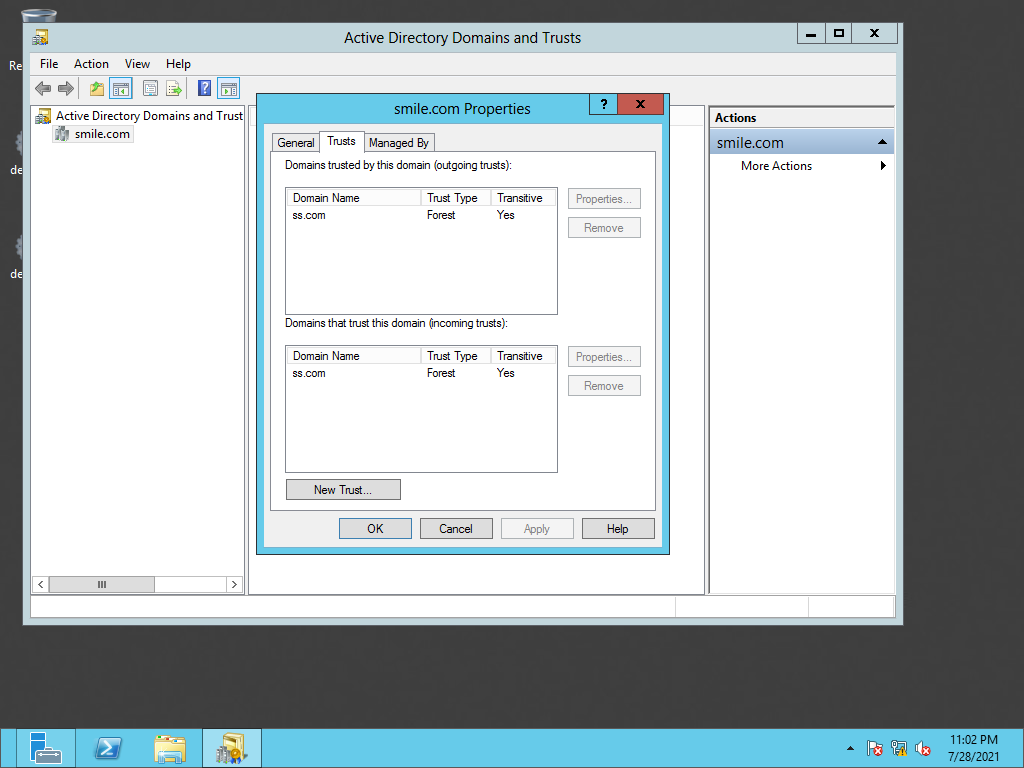 Re
de
de
Active Directory Domains and Trusts
File Action View Help
Active Directory Domains and Trust
smile.com
smile.com Properties
?
General Trusts Managed By
Domains trusted by this domain (outgoing trusts):
Domain Name Trust Type Transitive
ss.com Forest Yes
Properties...
Remove
Domains that trust this domain (incoming trusts):
Domain Name Trust Type Transitive
ss.com Forest Yes
Properties...
Remove
New Trust...
OK Cancel Apply Help
Actions
smile.com
More Actions
11:02 PM
7/28/2021